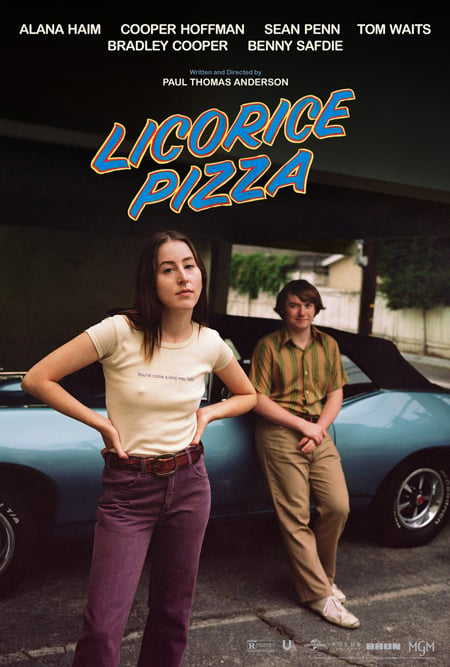 ALANA HAIM COOPER HOFFMAN SEAN PENN TOM WAITS
BRADLEY COOPER BENNY SAFDIE
Written and Directed by
PAUL THOMAS ANDERSON
LICORICE
PIZZA
You've come a long way, baby
T/A
R
FOCUS
BRON
MGM